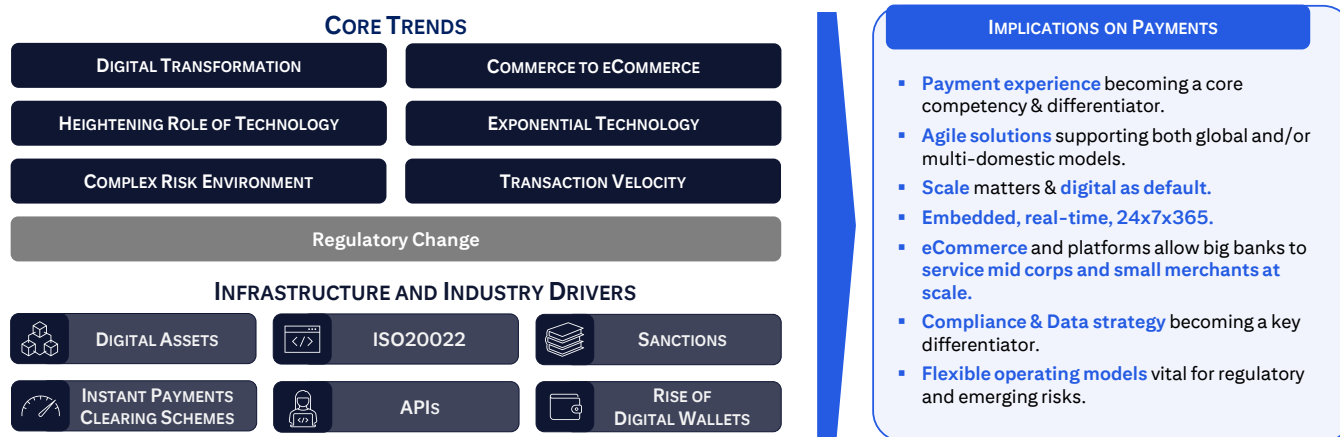 CORE TRENDS
DIGITAL TRANSFORMATION
COMMERCE TO ECOMMERCE
HEIGHTENING ROLE OF TECHNOLOGY
EXPONENTIAL TECHNOLOGY
COMPLEX RISK ENVIRONMENT
TRANSACTION VELOCITY
Regulatory Change
INFRASTRUCTURE AND INDUSTRY DRIVERS
DIGITAL ASSETS
ISO20022
SANCTIONS
INSTANT PAYMENTS
CLEARING SCHEMES
APIS
RISE OF
DIGITAL WALLETS
IMPLICATIONS ON PAYMENTS
▪ Payment experience becoming a core
competency & differentiator.
▪ Agile solutions supporting both global and/or
multi-domestic models.
▪ Scale matters & digital as default.
▪ Embedded, real-time, 24x7x365.
▪ eCommerce and platforms allow big banks to
service mid corps and small merchants at
scale.
▪ Compliance & Data strategy becoming a key
differentiator.
▪ Flexible operating models vital for regulatory
and emerging risks.